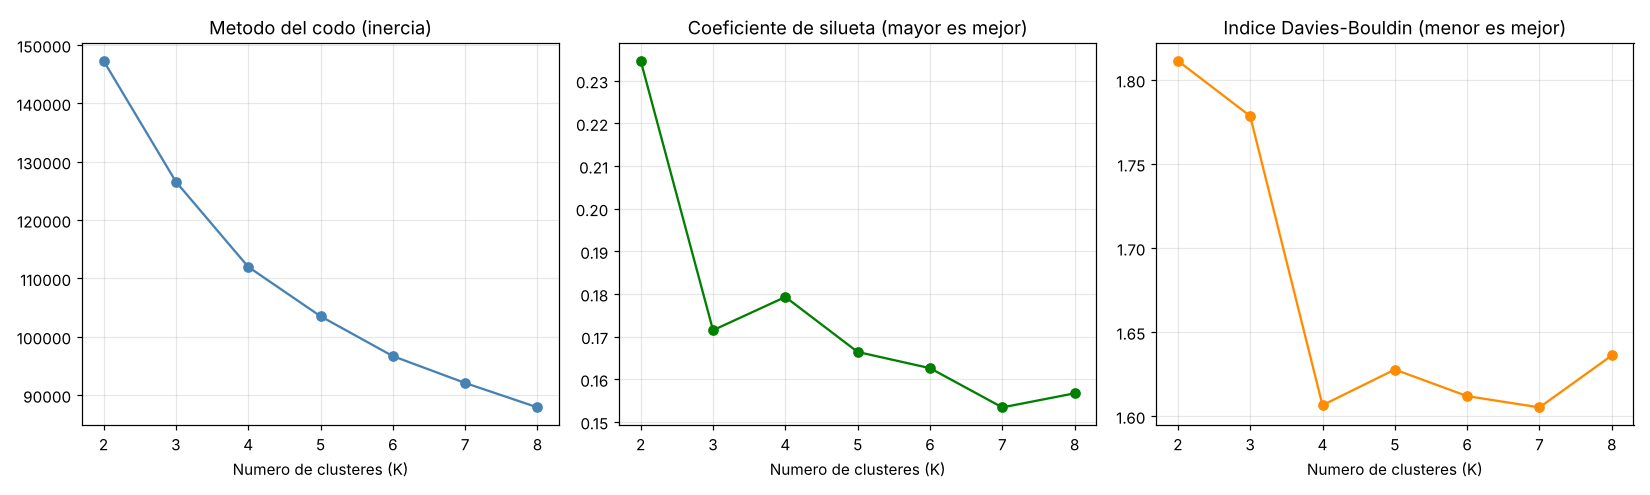 Metodo del codo (inercia)
150000
140000
130000
120000
110000
100000
90000
2 3 4 5 6 7 8
Numero de clusteres (K)
Coeficiente de silueta (mayor es mejor)
0.23
0.22
0.21
0.20
0.19
0.18
0.17
0.16
0.15
2 3 4 5 6 7 8
Numero de clusteres (K)
Indice Davies-Bouldin (menor es mejor)
1.80
1.75
1.70
1.65
1.60
2 3 4 5 6 7 8
Numero de clusteres (K)